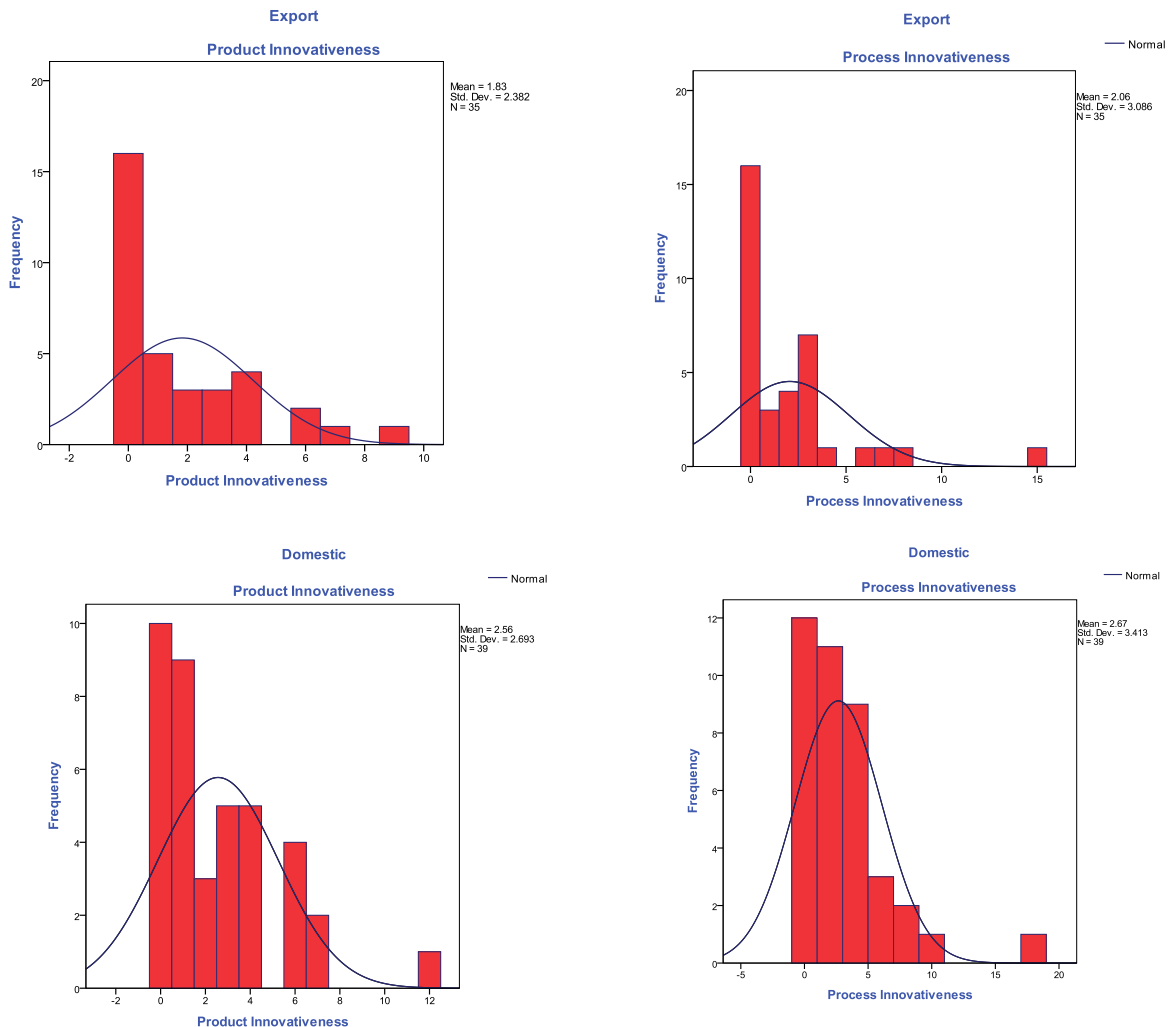 Export
Product Innovativeness
Mean = 1.83
Std. Dev. = 2.382
N = 35
Frequency
20
15
10
5
0
-2 0 2 4 6 8 10
Product Innovativeness
Export
Normal
Process Innovativeness
Mean = 2.06
Std. Dev. = 3.086
N = 35
Frequency
20
15
10
5
0
0 5 10 15
Process Innovativeness
Domestic
Normal
Product Innovativeness
Mean = 2.56
Std. Dev. = 2.693
N = 39
Frequency
10
8
6
4
2
0
-2 0 2 4 6 8 10 12
Product Innovativeness
Domestic
Normal
Process Innovativeness
Mean = 2.67
Std. Dev. = 3.413
N = 39
Frequency
12
10
8
6
4
2
0
-5 0 5 10 15 20
Process Innovativeness